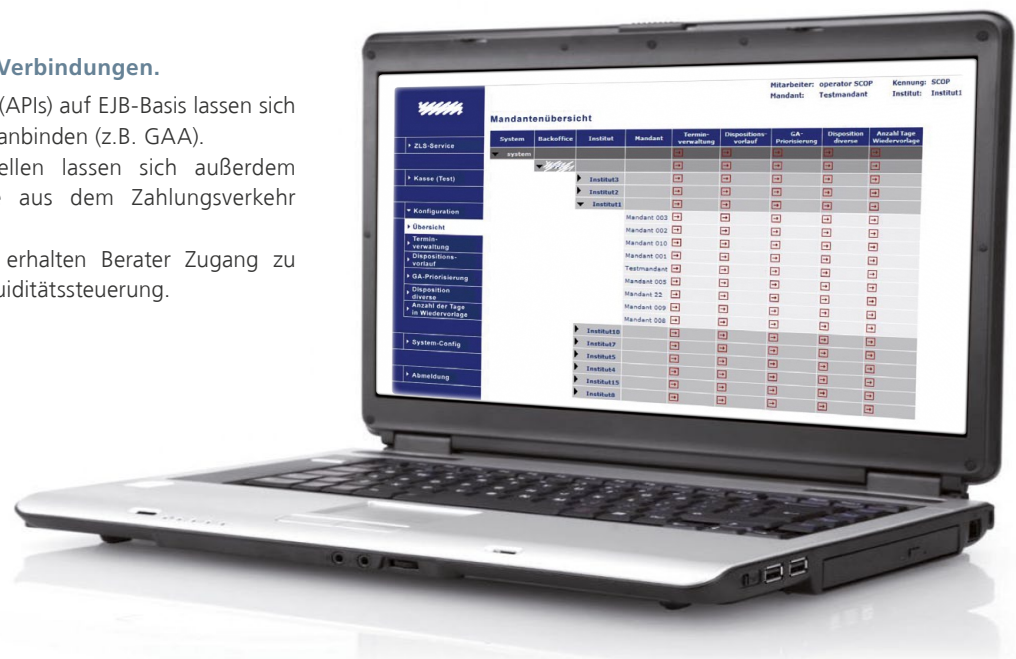 Verbindungen.
(APIs) auf EJB-Basis lassen sich
anbinden (z.B. GAA).
ellen lassen sich außerdem
aus dem Zahlungsverkehr
erhalten Berater Zugang zu
uiditätssteuerung.
Mitarbeiter: operator SCOP Kennung: SCOP
Mandant: Testmandant Institut: Institut1
Mandantenübersicht
System Backoffice Institut Mandant Termin-verwaltung Dispositions-vorlauf GA-Priorisierung Disposition diverse Anzahl Tage Wiedervorlage
system
Institut3
Institut2
Institut1
Mandant 003
Mandant 002
Mandant 010
Mandant 001
Testmandant
Mandant 005
Mandant 22
Mandant 009
Mandant 008
Institut10
Institut7
Institut5
Institut4
Institut15
Institut8
ZLS-Service
Kasse (Test)
Konfiguration
Übersicht
Termin-
verwaltung
Dispositions-
vorlauf
GA-Priorisierung
Disposition
diverse
Anzahl der Tage
in Wiedervorlage
System-Config
Abmeldung